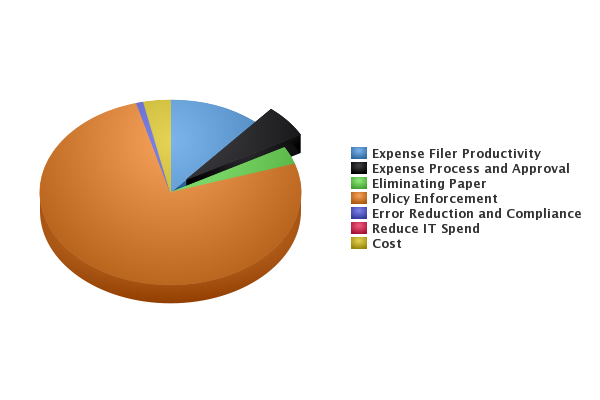 Expense Filer Productivity
Expense Process and Approval
Eliminating Paper
Policy Enforcement
Error Reduction and Compliance
Reduce IT Spend
Cost